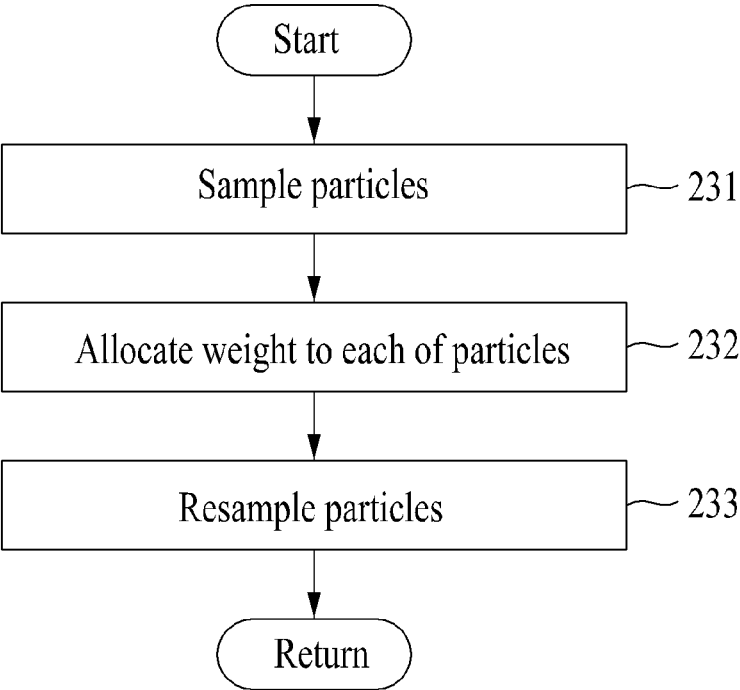 Start
Sample particles
231
Allocate weight to each of particles
232
Resample particles
233
Return